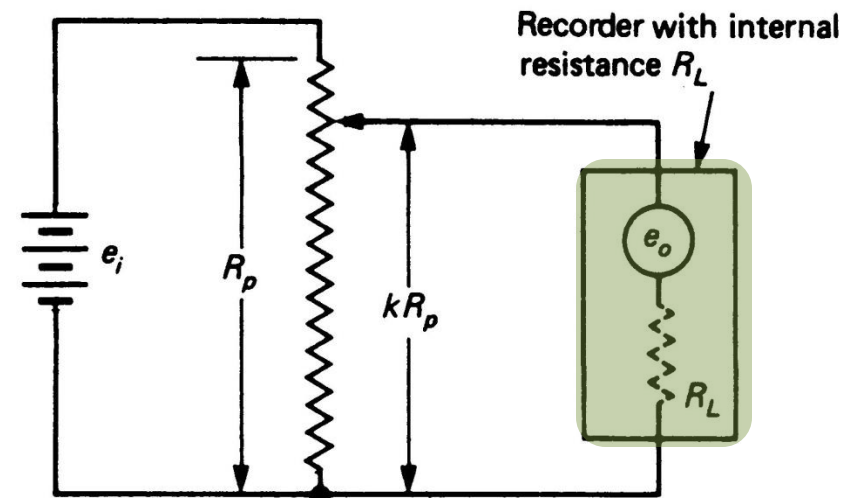 Recorder with internal
resistance R_L
e_i
R_p
kR_p
e_o
R_L